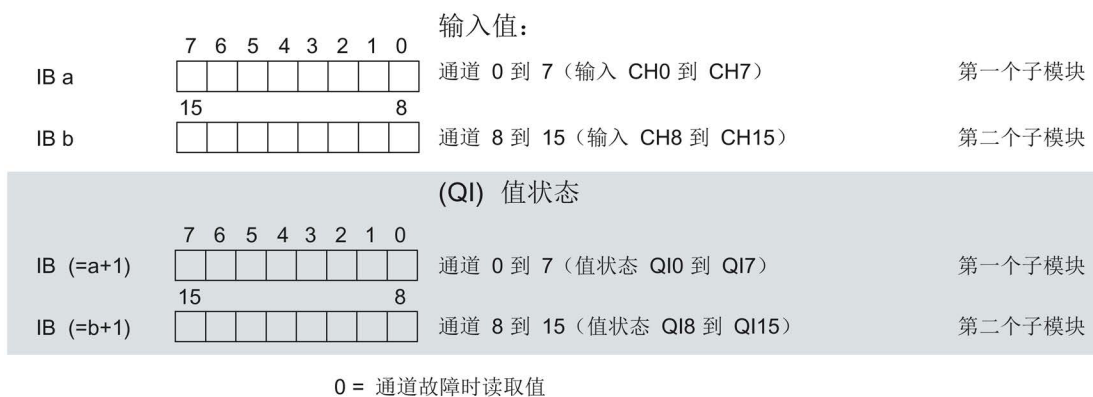 输入值：
7 6 5 4 3 2 1 0
IB a 通道 0 到 7（输入 CH0 到 CH7） 第一个子模块
15 8
IB b 通道 8 到 15（输入 CH8 到 CH15） 第二个子模块
(QI) 值状态
7 6 5 4 3 2 1 0
IB (=a+1) 通道 0 到 7（值状态 QI0 到 QI7） 第一个子模块
15 8
IB (=b+1) 通道 8 到 15（值状态 QI8 到 QI15） 第二个子模块
0 = 通道故障时读取值